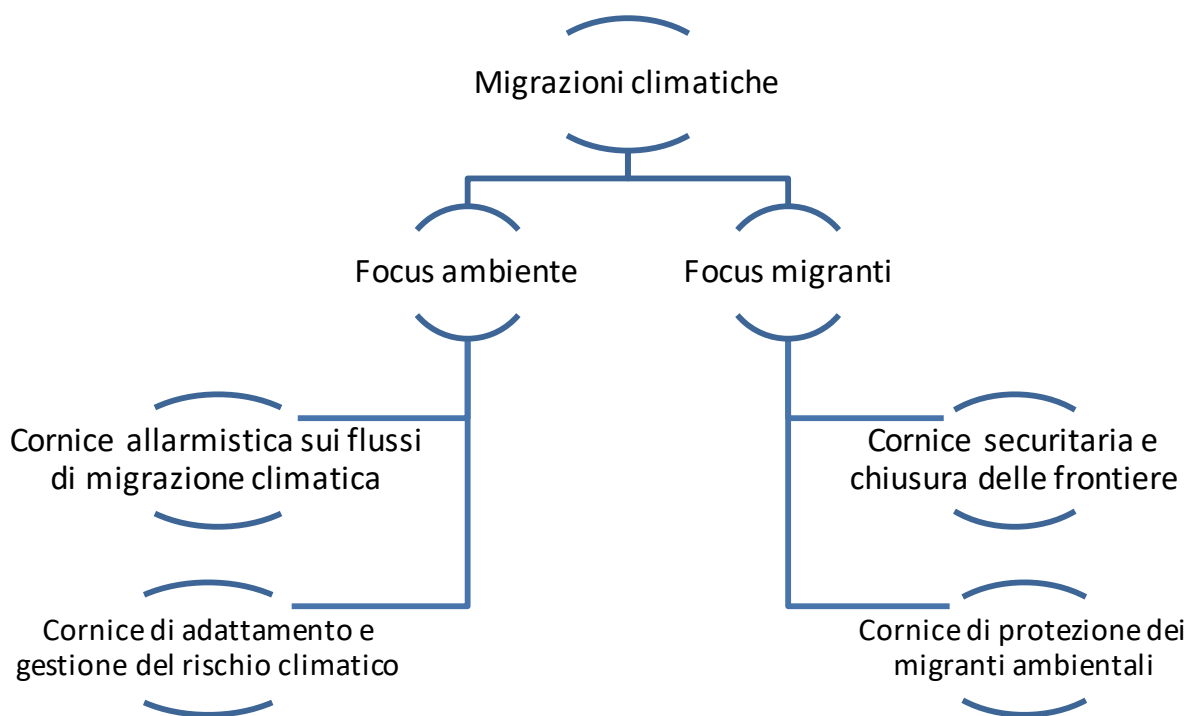 Migrazioni climatiche
Focus ambiente
Focus migranti
Cornice allarmistica sui flussi
di migrazione climatica
Cornice securitaria e
chiusura delle frontiere
Cornice di adattamento e
gestione del rischio climatico
Cornice di protezione dei
migranti ambientali